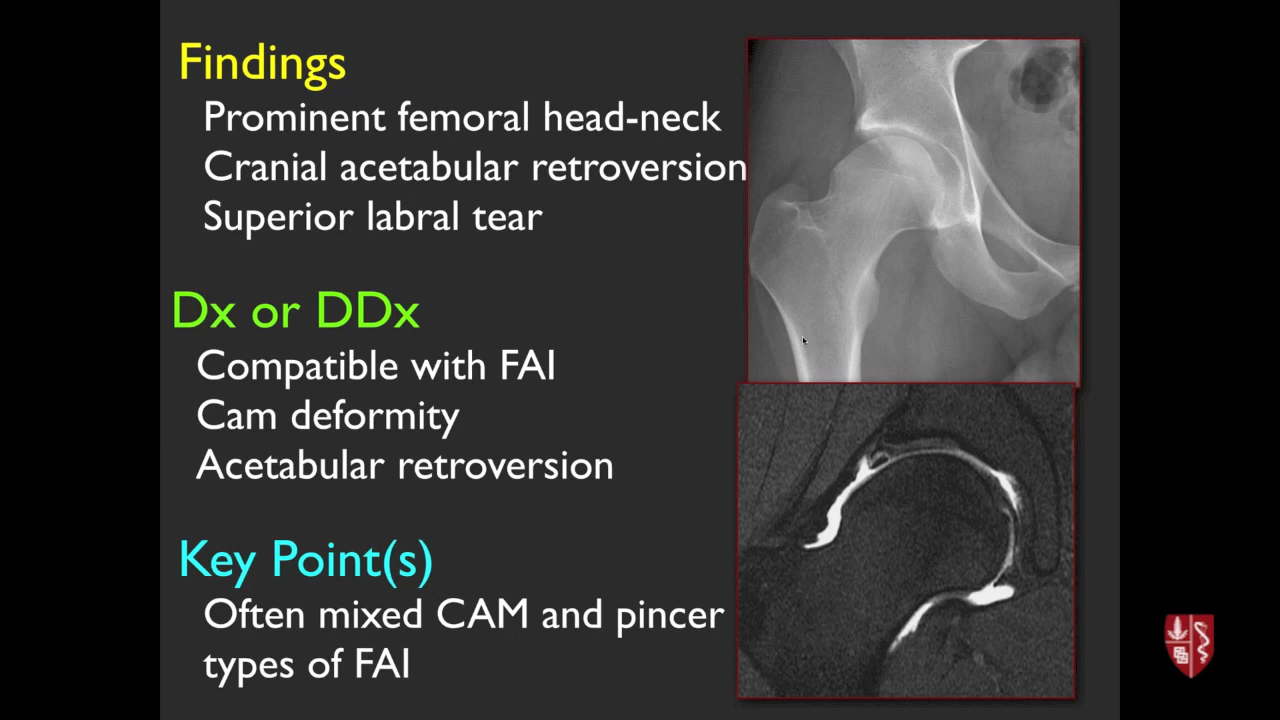 Findings
Prominent femoral head-neck
Cranial acetabular retroversion
Superior labral tear
Dx or DDx
Compatible with FAI
Cam deformity
Acetabular retroversion
Key Point(s)
Often mixed CAM and pincer
types of FAI